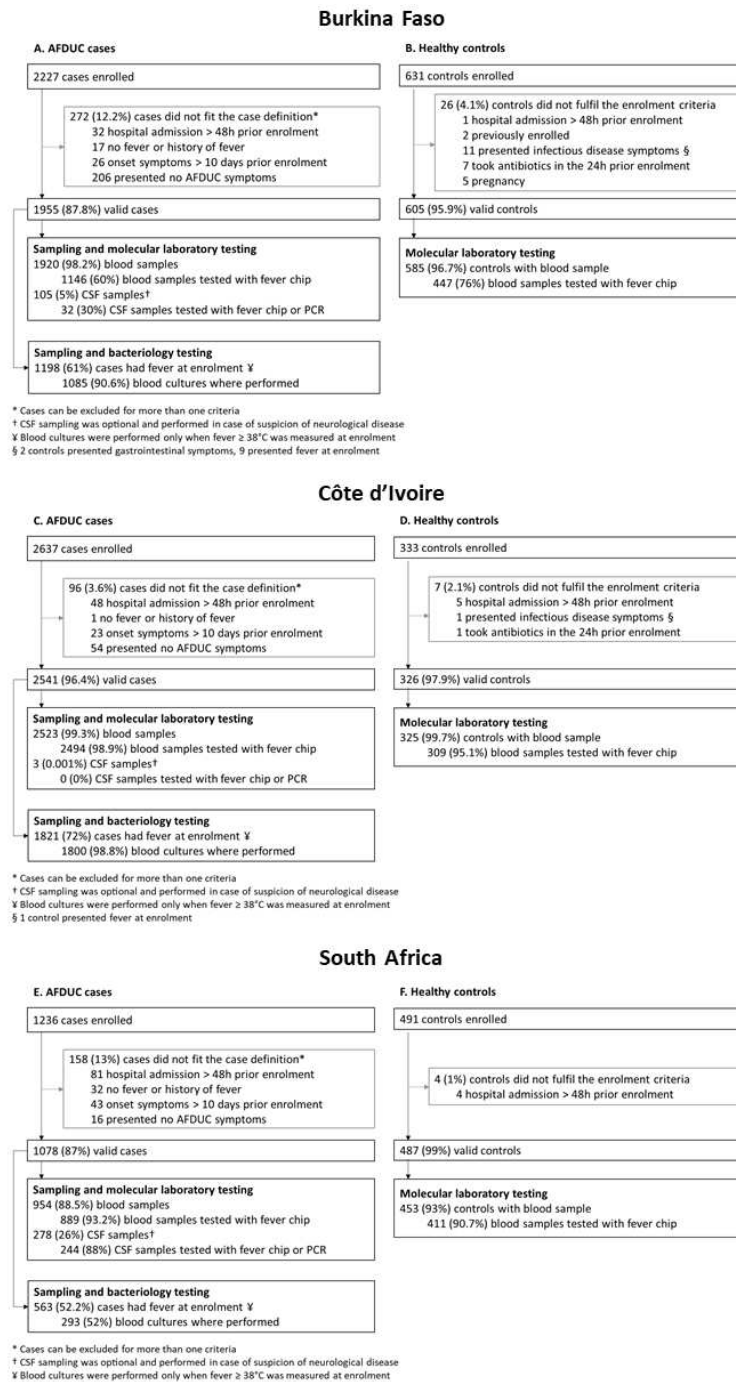 Burkina Faso
A. AFDUC cases
2227 cases enrolled
272 (12.2%) cases did not fit the case definition*
32 hospital admission > 48h prior enrolment
17 no fever or history of fever
26 onset symptoms > 10 days prior enrolment
206 presented no AFDUC symptoms
1955 (87.8%) valid cases
Sampling and molecular laboratory testing
1920 (98.2%) blood samples
1146 (60%) blood samples tested with fever chip
105 (5%) CSF samples†
32 (30%) CSF samples tested with fever chip or PCR
Sampling and bacteriology testing
1198 (61%) cases had fever at enrolment ¥
1085 (90.6%) blood cultures where performed
B. Healthy controls
631 controls enrolled
26 (4.1%) controls did not fulfil the enrolment criteria
1 hospital admission > 48h prior enrolment
2 previously enrolled
11 presented infectious disease symptoms §
7 took antibiotics in the 24h prior enrolment
5 pregnancy
605 (95.9%) valid controls
Molecular laboratory testing
585 (96.7%) controls with blood sample
447 (76%) blood samples tested with fever chip
* Cases can be excluded for more than one criteria
† CSF sampling was optional and performed in case of suspicion of neurological disease
¥ Blood cultures were performed only when fever ≥ 38°C was measured at enrolment
§ 2 controls presented gastrointestinal symptoms, 9 presented fever at enrolment
Côte d'Ivoire
C. AFDUC cases
2637 cases enrolled
96 (3.6%) cases did not fit the case definition*
48 hospital admission > 48h prior enrolment
1 no fever or history of fever
23 onset symptoms > 10 days prior enrolment
54 presented no AFDUC symptoms
2541 (96.4%) valid cases
Sampling and molecular laboratory testing
2523 (99.3%) blood samples
2494 (98.9%) blood samples tested with fever chip
3 (0.001%) CSF samples†
0 (0%) CSF samples tested with fever chip or PCR
Sampling and bacteriology testing
1821 (72%) cases had fever at enrolment ¥
1800 (98.8%) blood cultures where performed
D. Healthy controls
333 controls enrolled
7 (2.1%) controls did not fulfil the enrolment criteria
5 hospital admission > 48h prior enrolment
1 presented infectious disease symptoms §
1 took antibiotics in the 24h prior enrolment
326 (97.9%) valid controls
Molecular laboratory testing
325 (99.7%) controls with blood sample
309 (95.1%) blood samples tested with fever chip
* Cases can be excluded for more than one criteria
† CSF sampling was optional and performed in case of suspicion of neurological disease
¥ Blood cultures were performed only when fever ≥ 38°C was measured at enrolment
§ 1 control presented fever at enrolment
South Africa
E. AFDUC cases
1236 cases enrolled
158 (13%) cases did not fit the case definition*
81 hospital admission > 48h prior enrolment
32 no fever or history of fever
43 onset symptoms > 10 days prior enrolment
16 presented no AFDUC symptoms
1078 (87%) valid cases
Sampling and molecular laboratory testing
954 (88.5%) blood samples
889 (93.2%) blood samples tested with fever chip
278 (26%) CSF samples†
244 (88%) CSF samples tested with fever chip or PCR
Sampling and bacteriology testing
563 (52.2%) cases had fever at enrolment ¥
293 (52%) blood cultures where performed
F. Healthy controls
491 controls enrolled
4 (1%) controls did not fulfil the enrolment criteria
4 hospital admission > 48h prior enrolment
487 (99%) valid controls
Molecular laboratory testing
453 (93%) controls with blood sample
411 (90.7%) blood samples tested with fever chip
* Cases can be excluded for more than one criteria
† CSF sampling was optional and performed in case of suspicion of neurological disease
¥ Blood cultures were performed only when fever ≥ 38°C was measured at enrolment